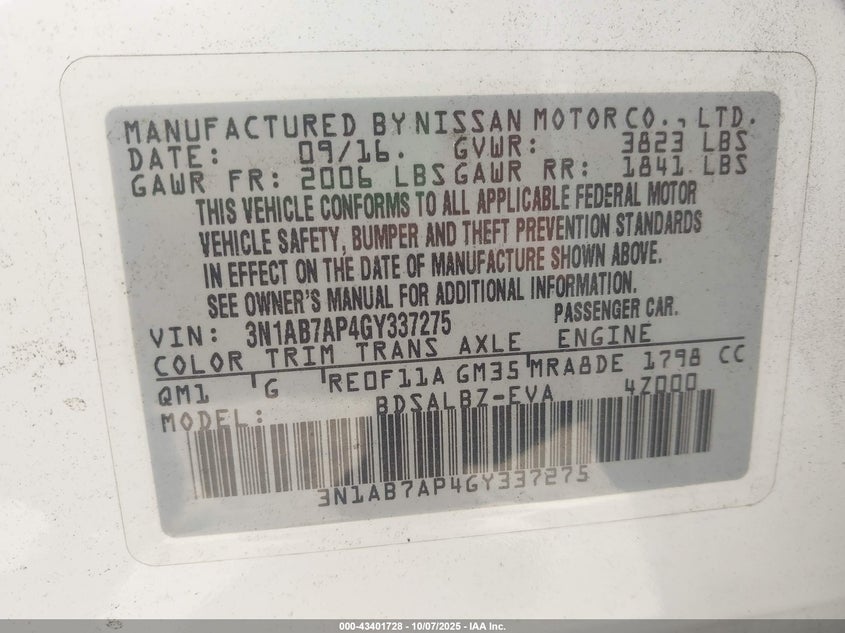 MANUFACTURED BY NISSAN MOTOR CO., LTD.
DATE: 09/16. GVWR: 3823 LBS
GAWR FR: 2006 LBS GAWR RR: 1841 LBS
THIS VEHICLE CONFORMS TO ALL APPLICABLE FEDERAL MOTOR
VEHICLE SAFETY, BUMPER AND THEFT PREVENTION STANDARDS
IN EFFECT ON THE DATE OF MANUFACTURE SHOWN ABOVE.
SEE OWNER'S MANUAL FOR ADDITIONAL INFORMATION.
VIN: 3N1AB7AP4GY337275 PASSENGER CAR.
COLOR TRIM TRANS AXLE ENGINE
QM1 G RE0F11A GM35 MRA8DE 1798 CC
MODEL: BDSALBZ-EVA 4Z000
3N1AB7AP4GY337275
000-43401728 - 10/07/2025 - IAA Inc.